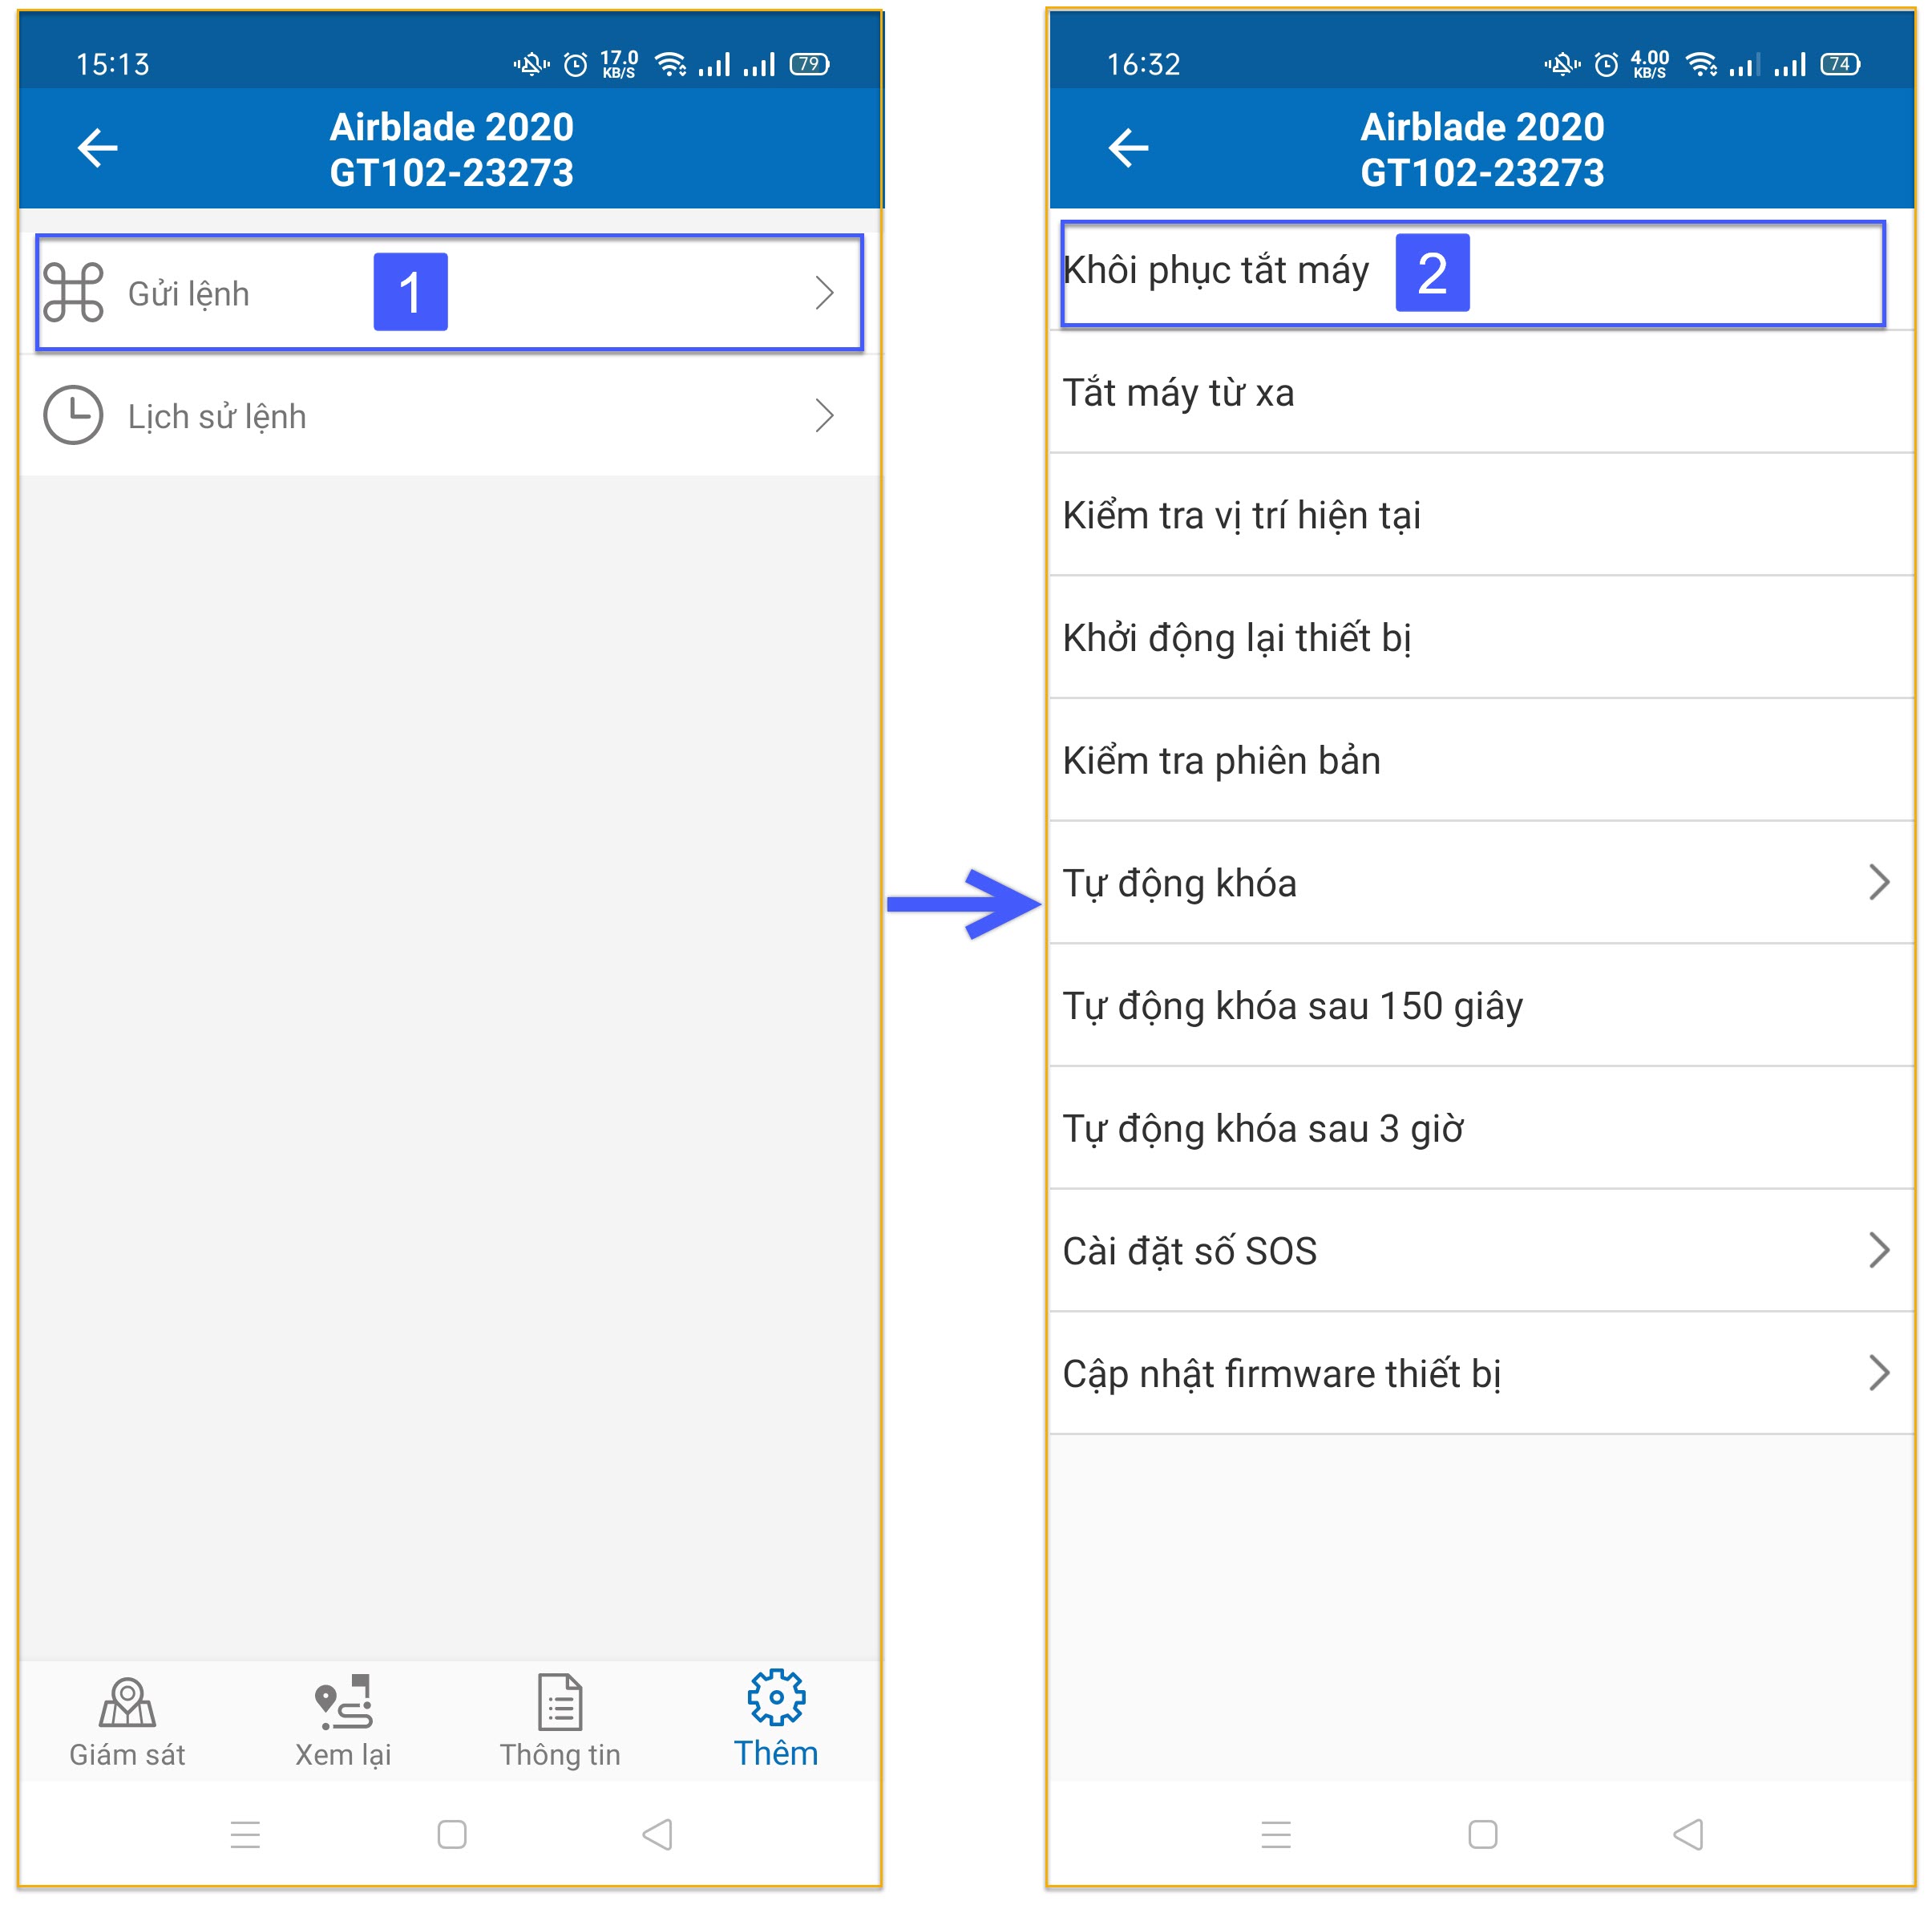 15:13
17.0
KB/S
79
Airblade 2020
GT102-23273
Gửi lệnh
1
Lịch sử lệnh
Giám sát
Xem lại
Thông tin
Thêm
16:32
4.00
KB/S
74
Airblade 2020
GT102-23273
Khôi phục tắt máy
2
Tắt máy từ xa
Kiểm tra vị trí hiện tại
Khởi động lại thiết bị
Kiểm tra phiên bản
Tự động khóa
Tự động khóa sau 150 giây
Tự động khóa sau 3 giờ
Cài đặt số SOS
Cập nhật firmware thiết bị